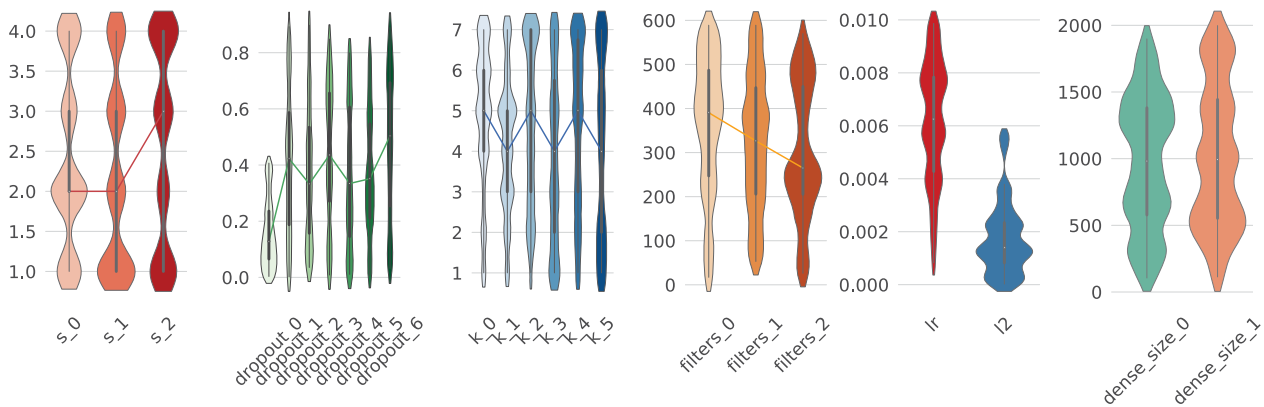 4.0
3.5
3.0
2.5
2.0
1.5
1.0
s_0
s_1
s_2
0.8
0.6
0.4
0.2
0.0
dropout_0
dropout_1
dropout_2
dropout_3
dropout_4
dropout_5
dropout_6
7
6
5
4
3
2
1
k_0
k_1
k_2
k_3
k_4
k_5
600
500
400
300
200
100
0
filters_0
filters_1
filters_2
0.010
0.008
0.006
0.004
0.002
0.000
lr
l2
2000
1500
1000
500
0
dense_size_0
dense_size_1